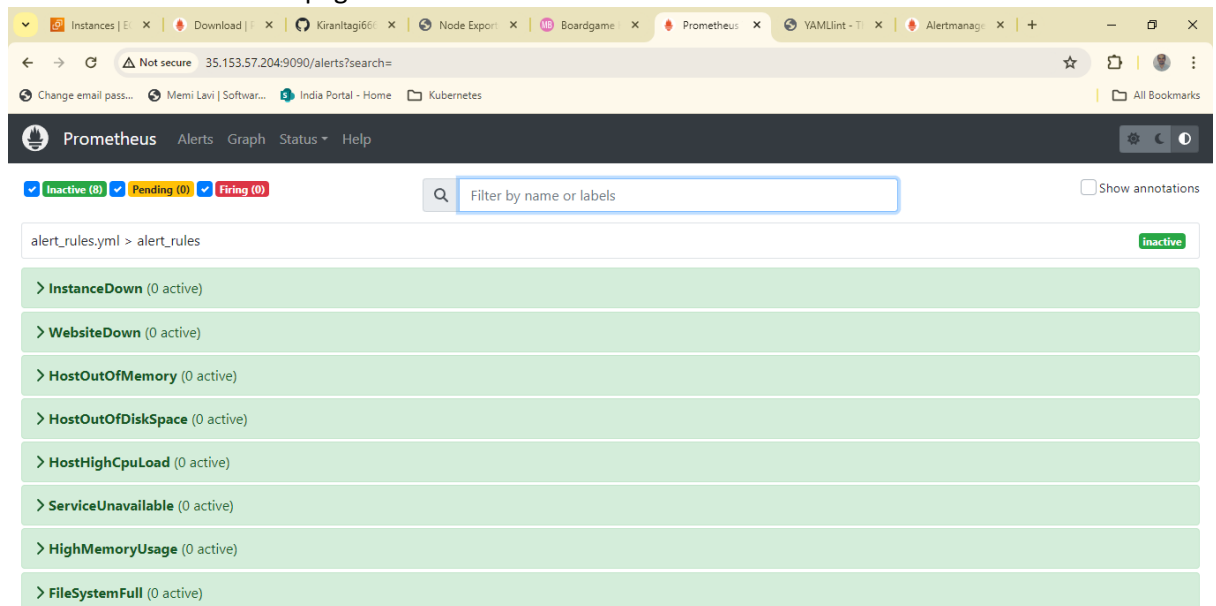 Instances | EC
Download | P
KiranItagi666
Node Export
Boardgame
Prometheus
YAMLlint - Th
Alertmanage
Not secure 35.153.57.204:9090/alerts?search=
Change email pass...
Memi Lavi | Softwar...
India Portal - Home
Kubernetes
All Bookmarks
Prometheus Alerts Graph Status Help
Inactive (8) Pending (0) Firing (0)
Filter by name or labels
Show annotations
alert_rules.yml > alert_rules
inactive
InstanceDown (0 active)
WebsiteDown (0 active)
HostOutOfMemory (0 active)
HostOutOfDiskSpace (0 active)
HostHighCpuLoad (0 active)
ServiceUnavailable (0 active)
HighMemoryUsage (0 active)
FileSystemFull (0 active)